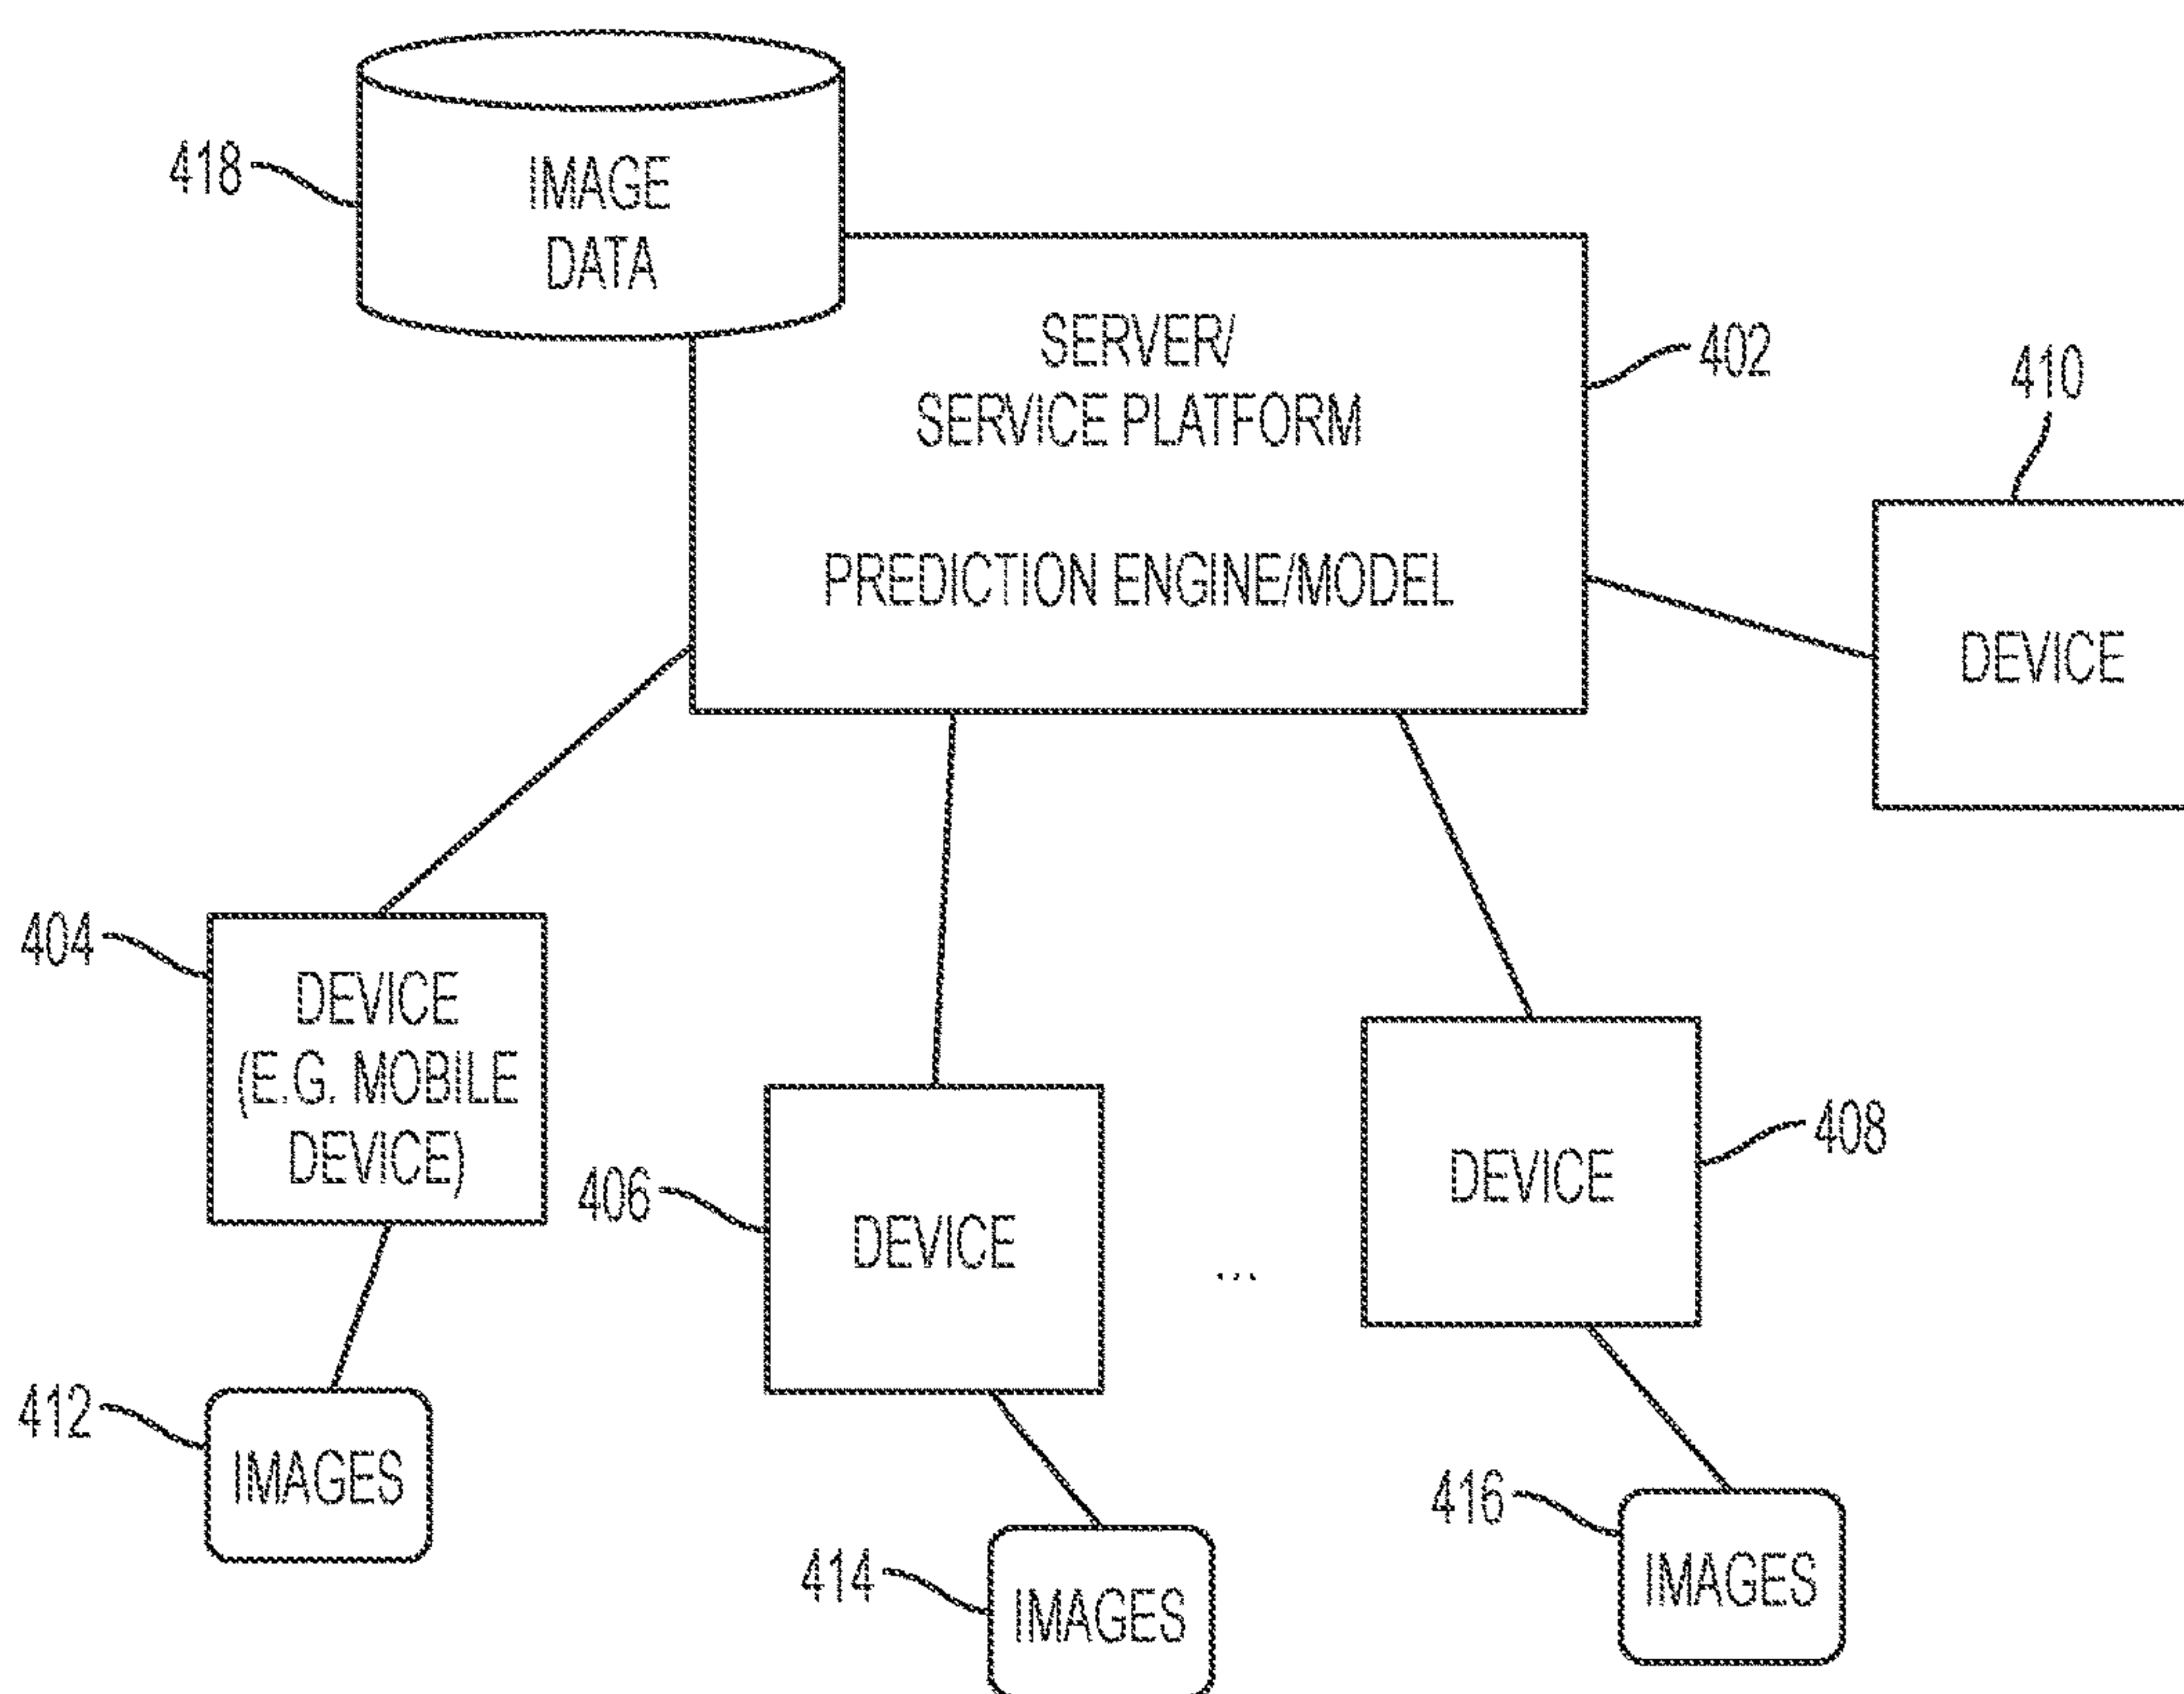 418
IMAGE
DATA
SERVER/
SERVICE PLATFORM
PREDICTION ENGINE/MODEL
402
410
DEVICE
404
DEVICE
(E.G. MOBILE
DEVICE)
406
DEVICE
...
DEVICE
408
412
IMAGES
414
IMAGES
416
IMAGES